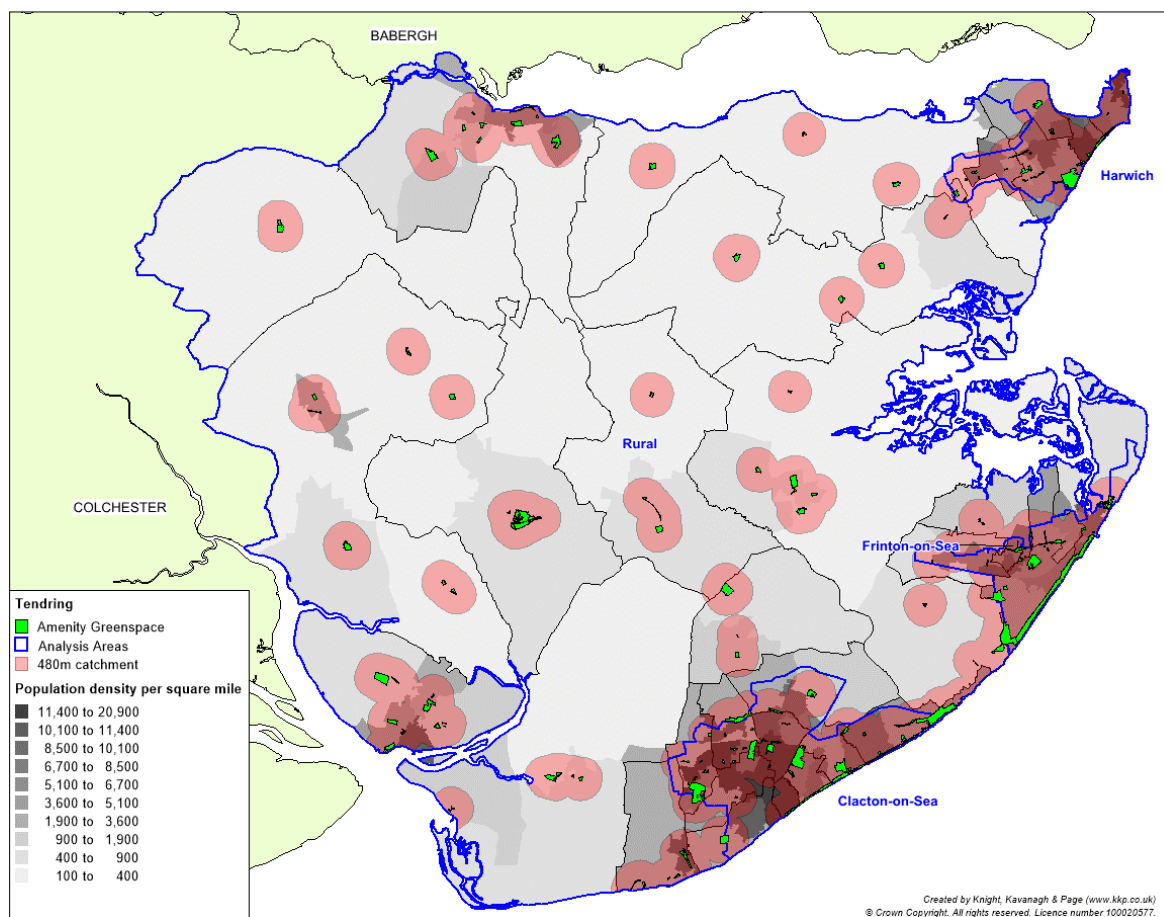 BABERGH
Harwich
Rural
COLCHESTER
Frinton-on-Sea
Clacton-on-Sea
Tendring
Amenity Greenspace
Analysis Areas
480m catchment
Population density per square mile
11,400 to 20,900
10,100 to 11,400
8,500 to 10,100
6,700 to 8,500
5,100 to 6,700
3,600 to 5,100
1,900 to 3,600
900 to 1,900
400 to 900
100 to 400
Created by Knight, Kavanagh & Page (www.kkp.co.uk)
© Crown Copyright. All rights reserved. Licence number 100020577.